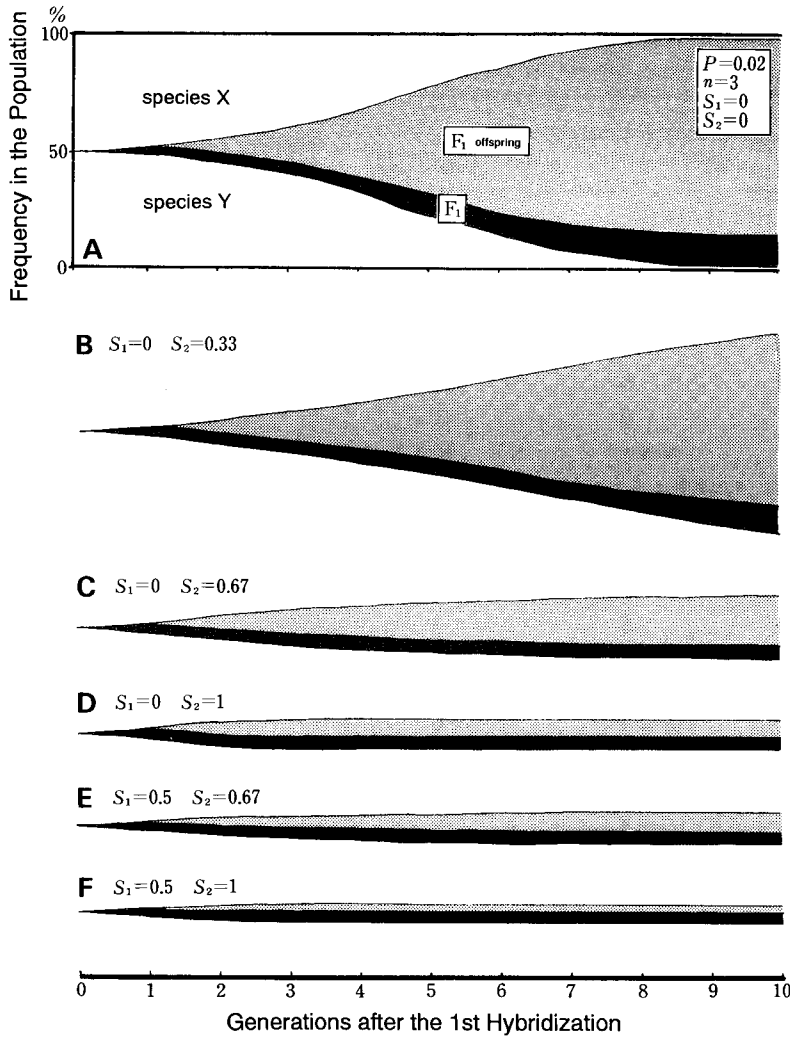 %
100
50
0
Frequency in the Population
species X
species Y
F₁ offspring
F₁
P=0.02
n=3
S₁=0
S₂=0
A
B S₁=0 S₂=0.33
C S₁=0 S₂=0.67
D S₁=0 S₂=1
E S₁=0.5 S₂=0.67
F S₁=0.5 S₂=1
0 1 2 3 4 5 6 7 8 9 10
Generations after the 1st Hybridization